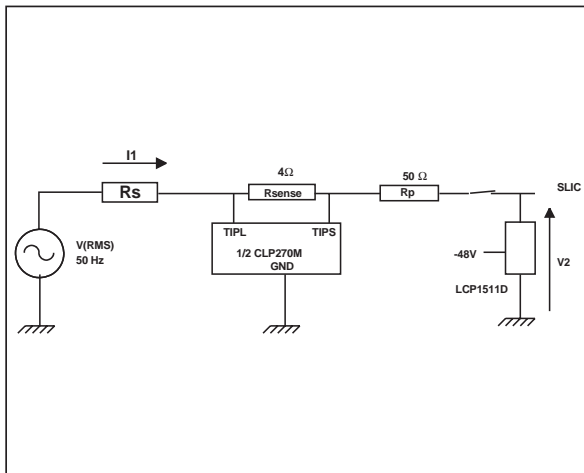 I1
4Ω
50 Ω
Rs
Rsense
Rp
SLIC
TIPL
TIPS
V(RMS)
50 Hz
1/2 CLP270M
GND
-48V
V2
LCP1511D